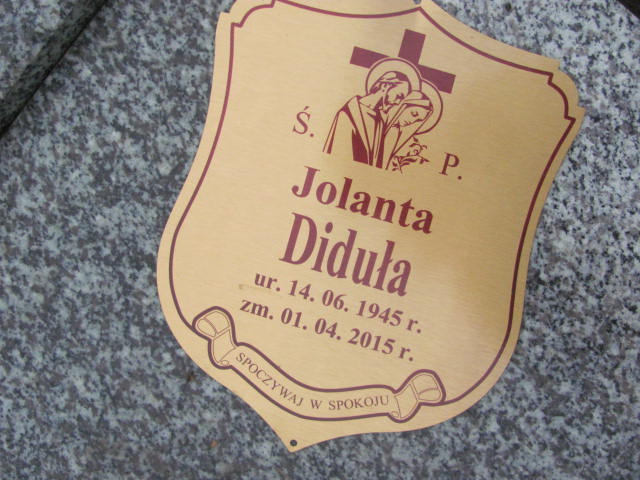 Ś. P.
Jolanta
Diduła
ur. 14. 06. 1945 r.
zm. 01. 04. 2015 r.
SPOCZYWAJ W SPOKOJU